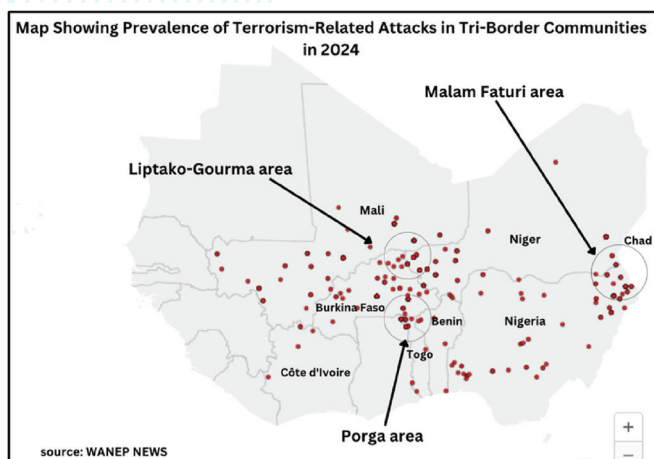 Map Showing Prevalence of Terrorism-Related Attacks in Tri-Border Communities
in 2024
Malam Faturi area
Liptako-Gourma area
Mali
Niger
Chad
Burkina Faso
Benin
Nigeria
Togo
Côte d'Ivoire
Porga area
+
−
source: WANEP NEWS